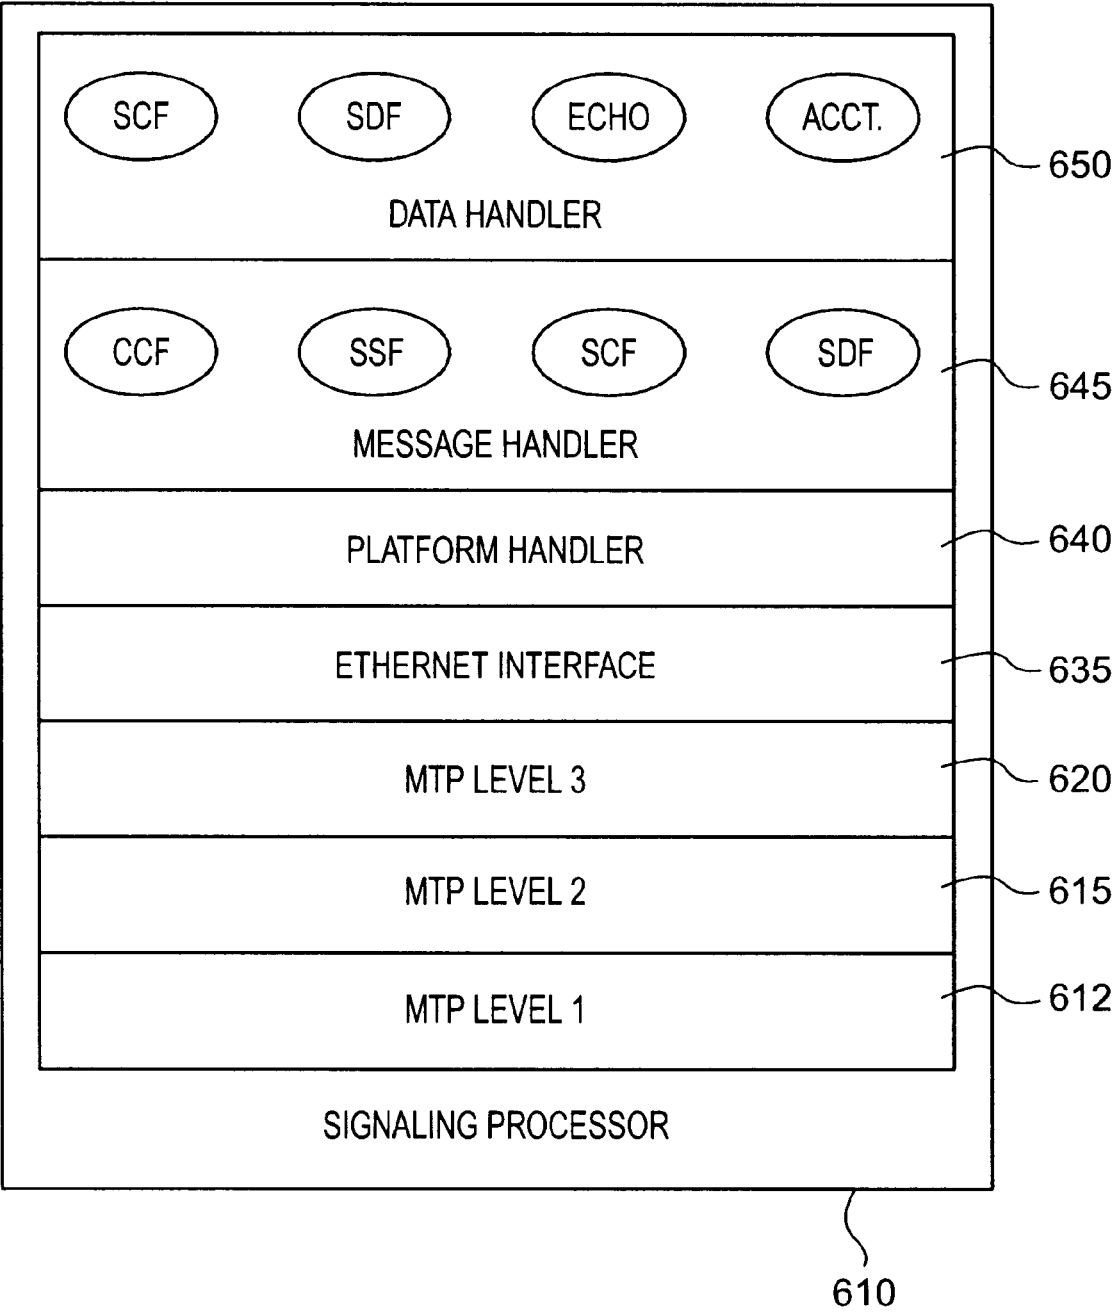 SCF SDF ECHO ACCT.
650
DATA HANDLER
CCF SSF SCF SDF
645
MESSAGE HANDLER
PLATFORM HANDLER 640
ETHERNET INTERFACE 635
MTP LEVEL 3 620
MTP LEVEL 2 615
MTP LEVEL 1 612
SIGNALING PROCESSOR
610